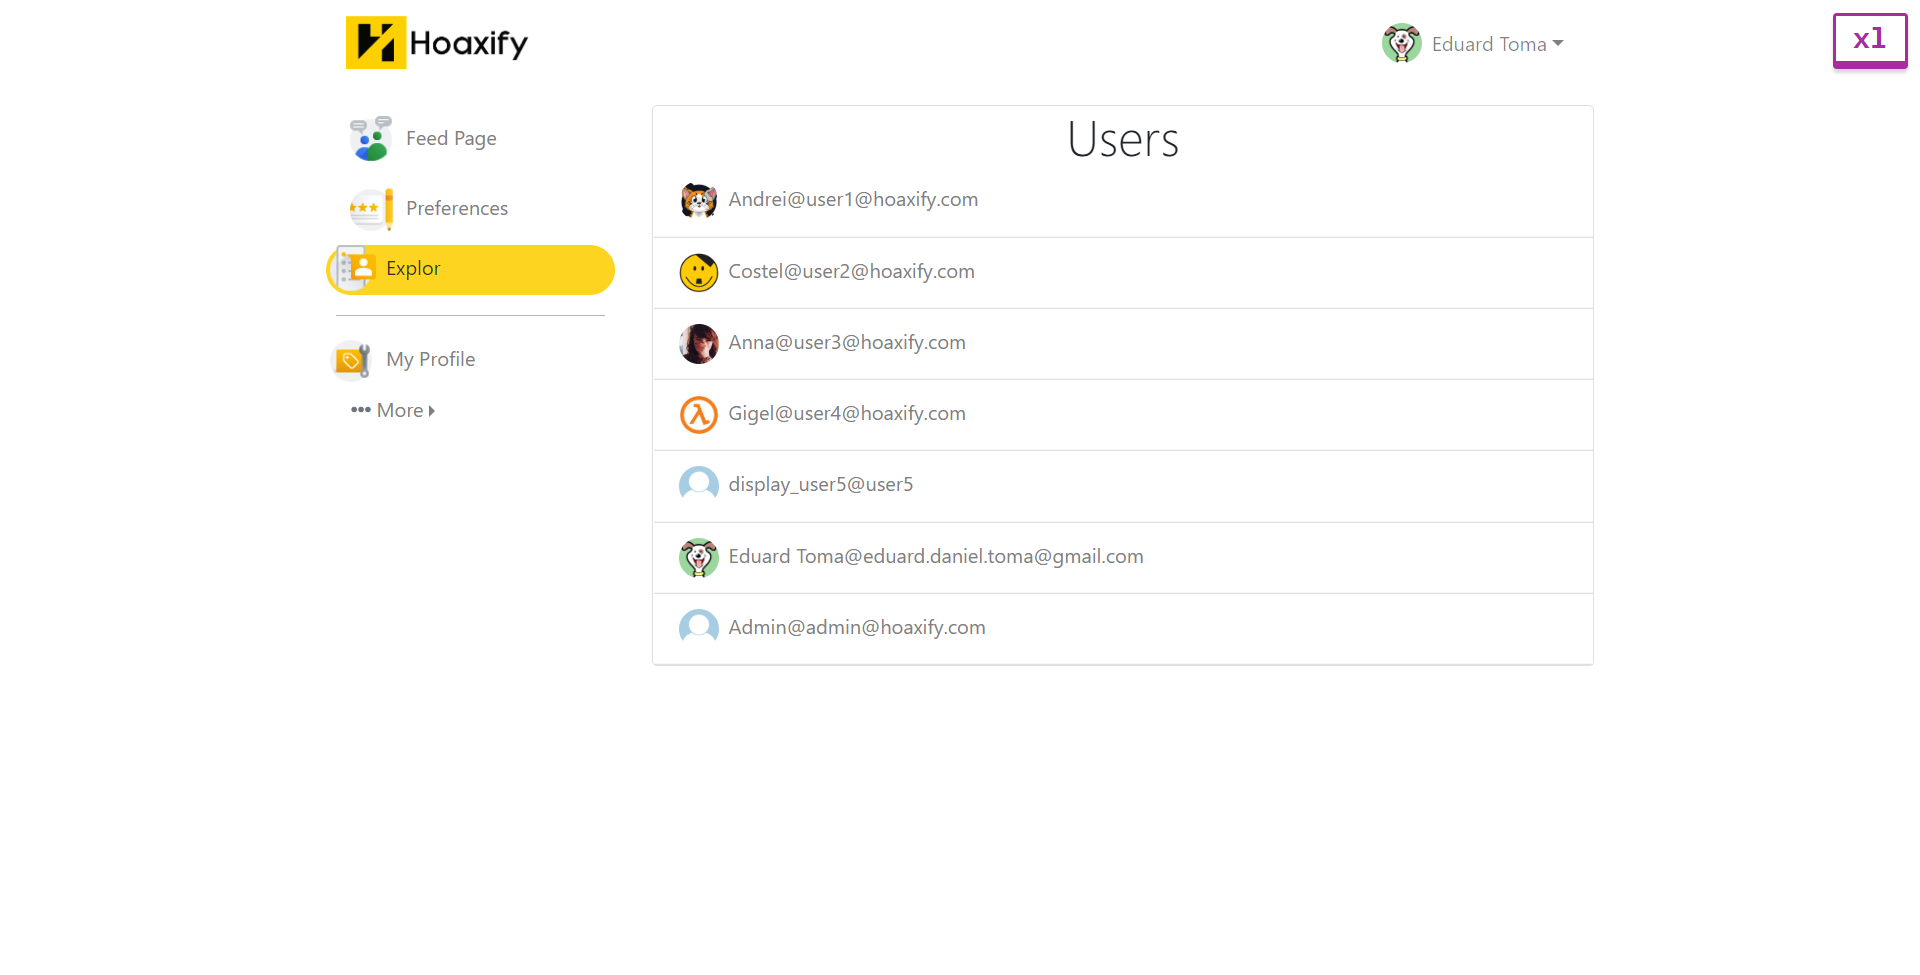 Hoaxify
Eduard Toma
x1
Feed Page
Preferences
Explor
My Profile
••• More
Users
Andrei@user1@hoaxify.com
Costel@user2@hoaxify.com
Anna@user3@hoaxify.com
Gigel@user4@hoaxify.com
display_user5@user5
Eduard Toma@eduard.daniel.toma@gmail.com
Admin@admin@hoaxify.com